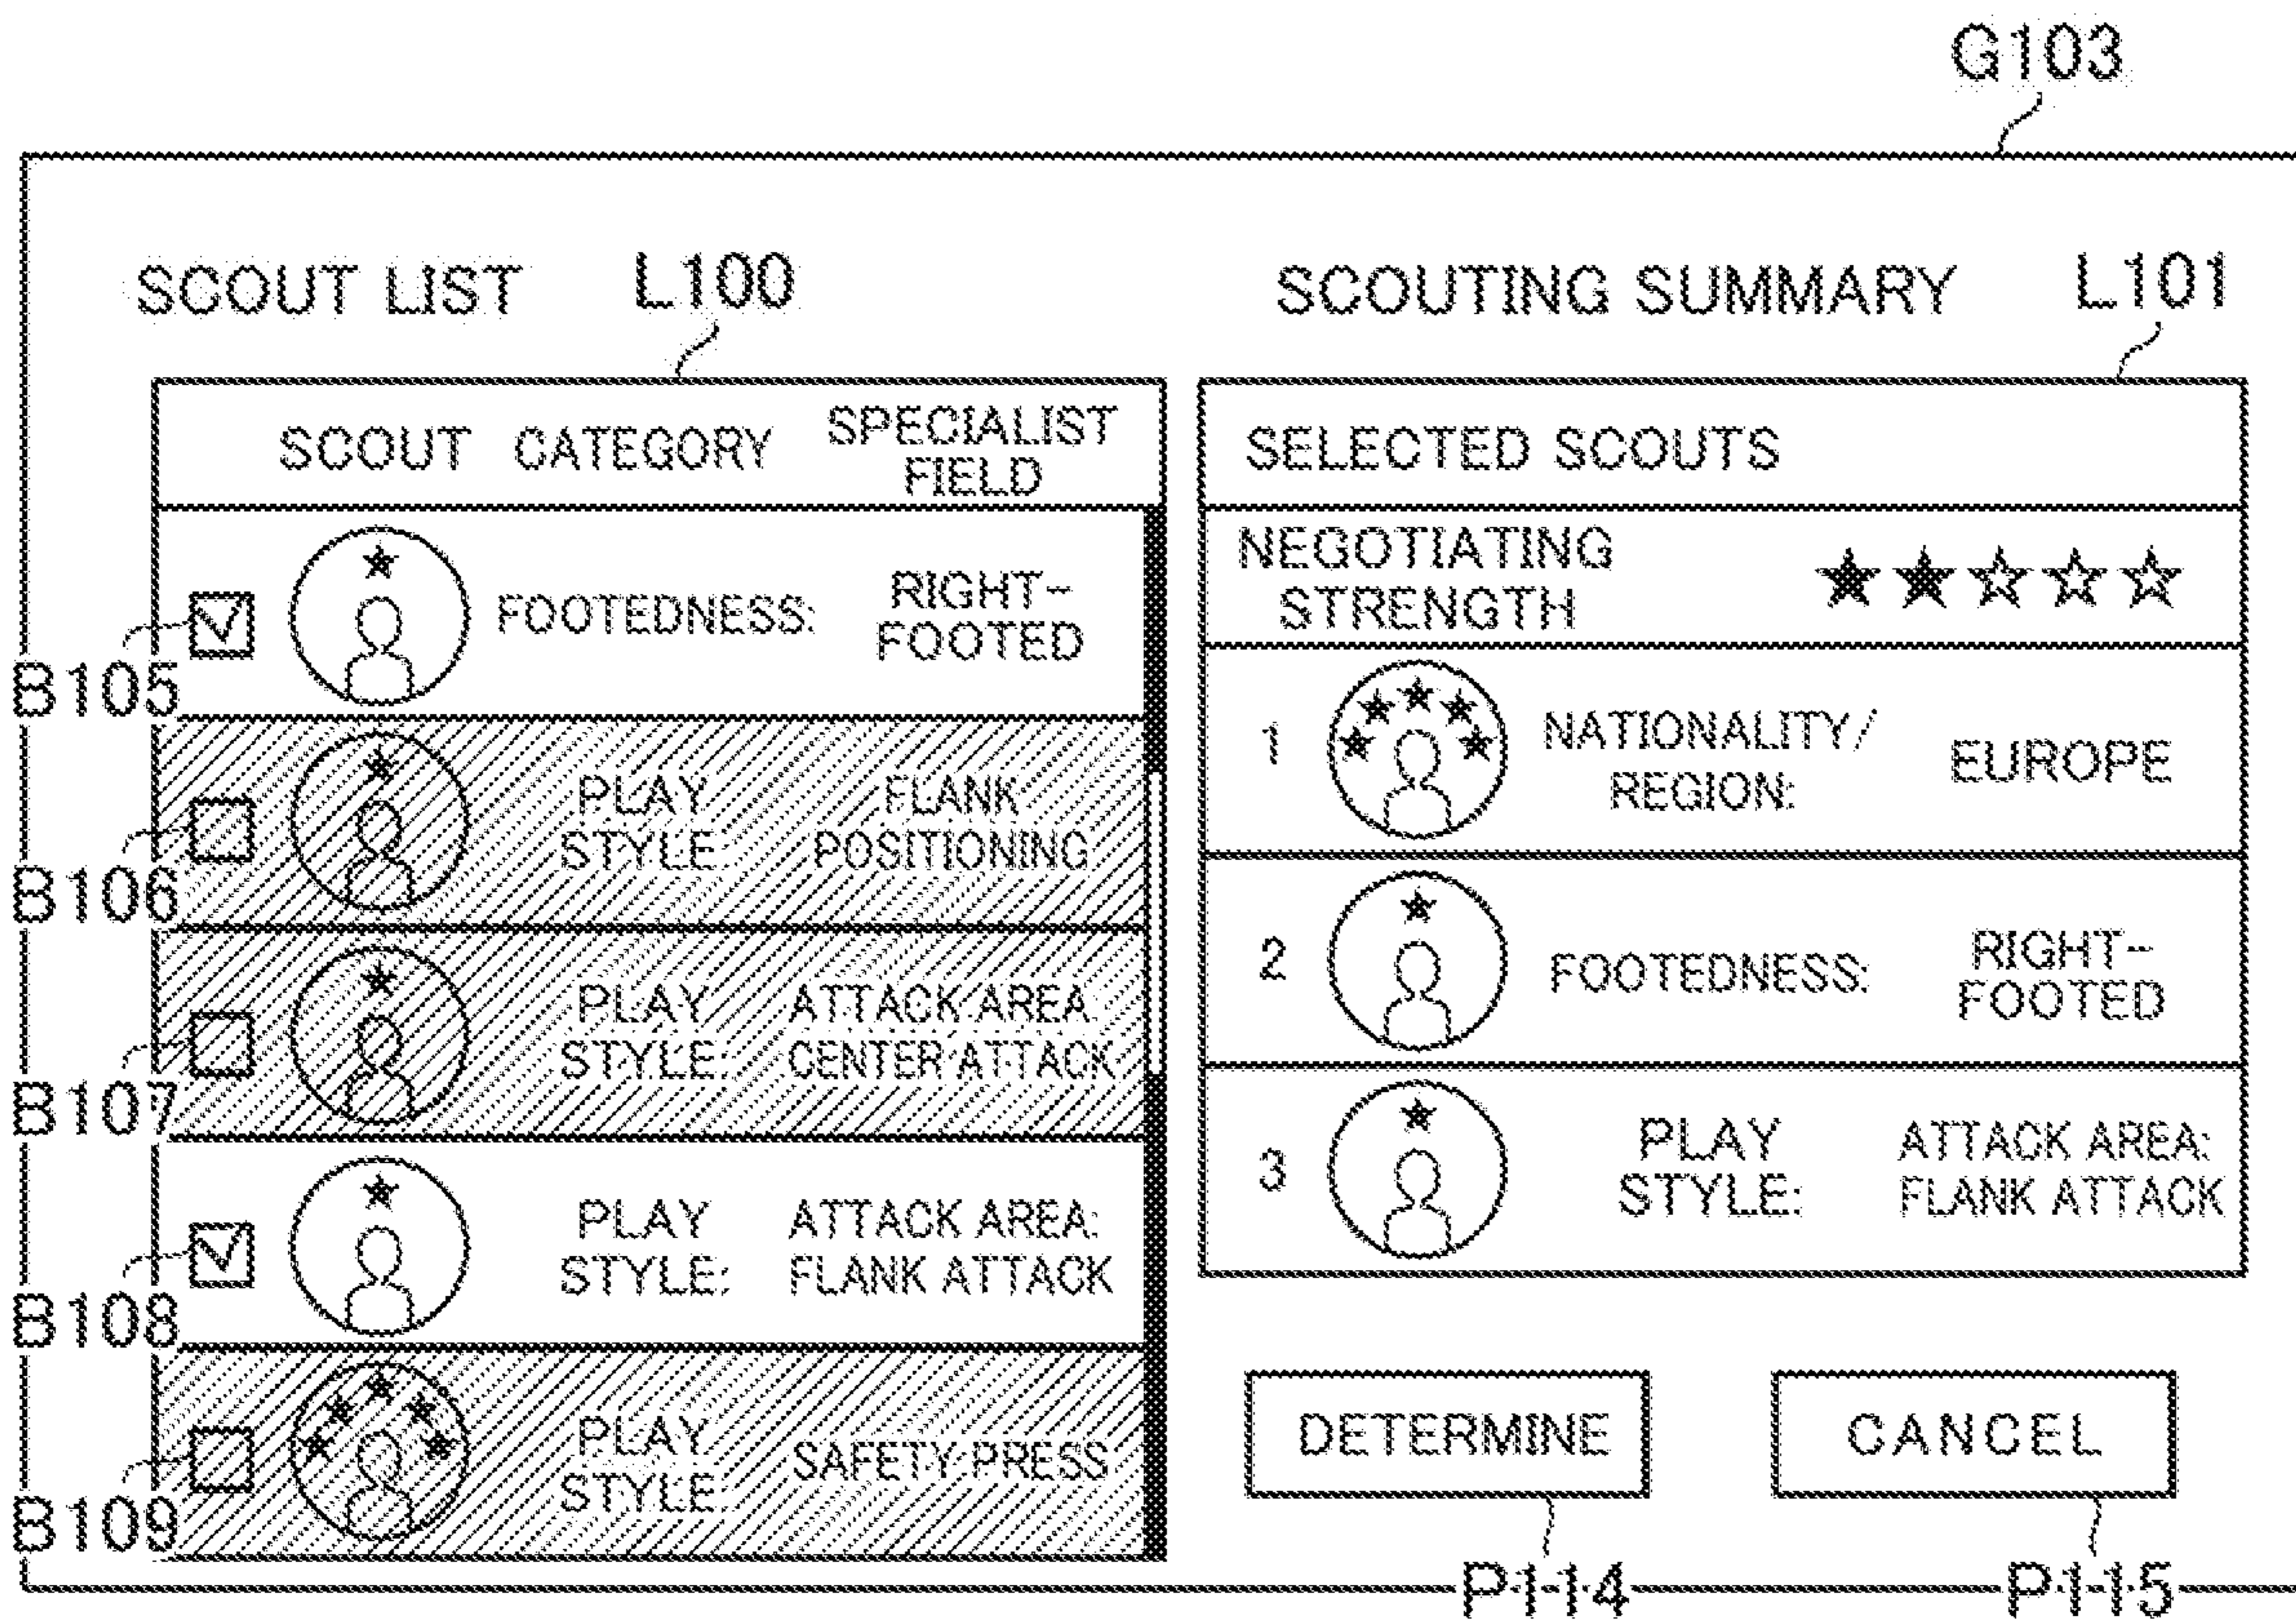 G103
SCOUT LIST L100
SCOUTING SUMMARY L101
SCOUT CATEGORY SPECIALIST
FIELD
B105
FOOTEDNESS: RIGHT-
FOOTED
B106
PLAY
STYLE:
FLANK
POSITIONING
B107
PLAY
STYLE:
ATTACK AREA:
CENTER ATTACK
B108
PLAY
STYLE:
ATTACK AREA:
FLANK ATTACK
B109
PLAY
STYLE:
SAFETY PRESS
SELECTED SCOUTS
NEGOTIATING
STRENGTH
★★☆☆☆
1
NATIONALITY/
REGION:
EUROPE
2
FOOTEDNESS:
RIGHT-
FOOTED
3
PLAY
STYLE:
ATTACK AREA:
FLANK ATTACK
DETERMINE
CANCEL
P114
P115